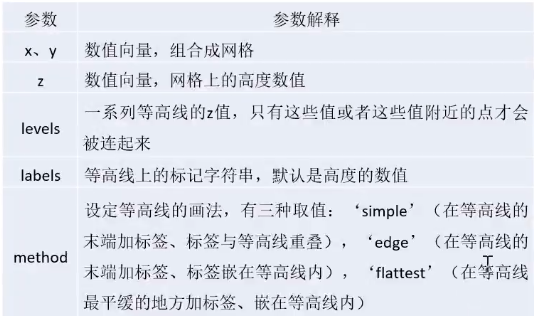 参数 参数解释
x、y 数值向量，组合成网格
z 数值向量，网格上的高度数值
levels 一系列等高线的z值，只有这些值或者这些值附近的点才会
被连起来
labels 等高线上的标记字符串，默认是高度的数值
method 设定等高线的画法，有三种取值：‘simple’（在等高线的
末端加标签、标签与等高线重叠），‘edge’（在等高线的
末端加标签、标签嵌在等高线内），‘flattest’（在等高线
最平缓的地方加标签、嵌在等高线内）